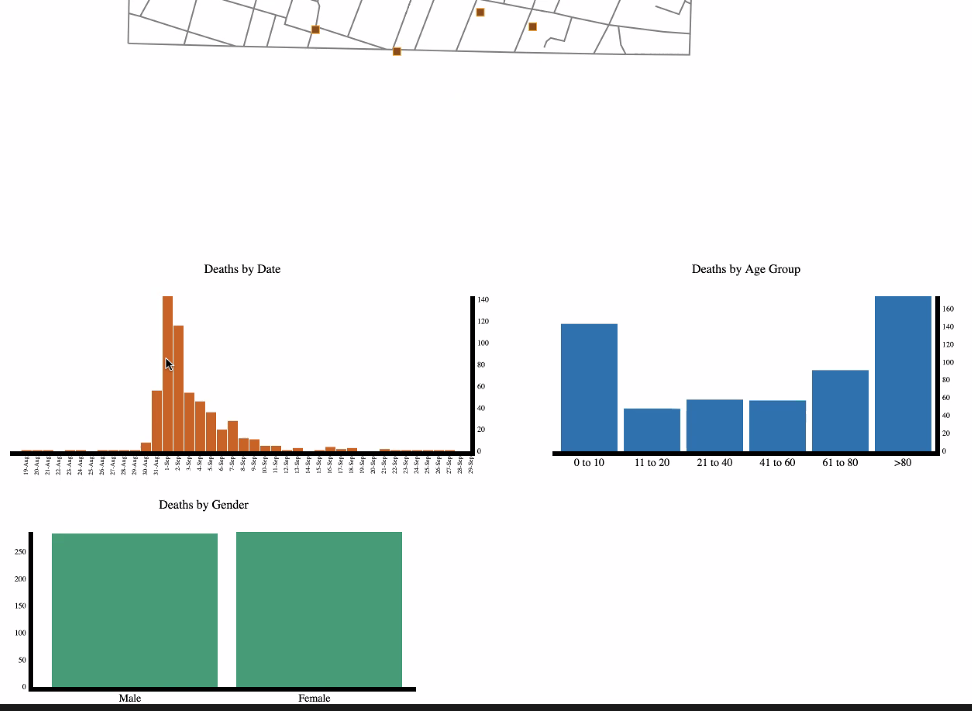 Deaths by Date
140
120
100
80
60
40
20
0
19-Aug
20-Aug
21-Aug
22-Aug
23-Aug
24-Aug
25-Aug
26-Aug
27-Aug
28-Aug
29-Aug
30-Aug
31-Aug
1-Sep
2-Sep
3-Sep
4-Sep
5-Sep
6-Sep
7-Sep
8-Sep
9-Sep
10-Sep
11-Sep
12-Sep
13-Sep
14-Sep
15-Sep
16-Sep
17-Sep
18-Sep
19-Sep
20-Sep
21-Sep
22-Sep
23-Sep
24-Sep
25-Sep
26-Sep
27-Sep
28-Sep
29-Sep
Deaths by Age Group
160
140
120
100
80
60
40
20
0
0 to 10
11 to 20
21 to 40
41 to 60
61 to 80
>80
Deaths by Gender
250
200
150
100
50
0
Male
Female